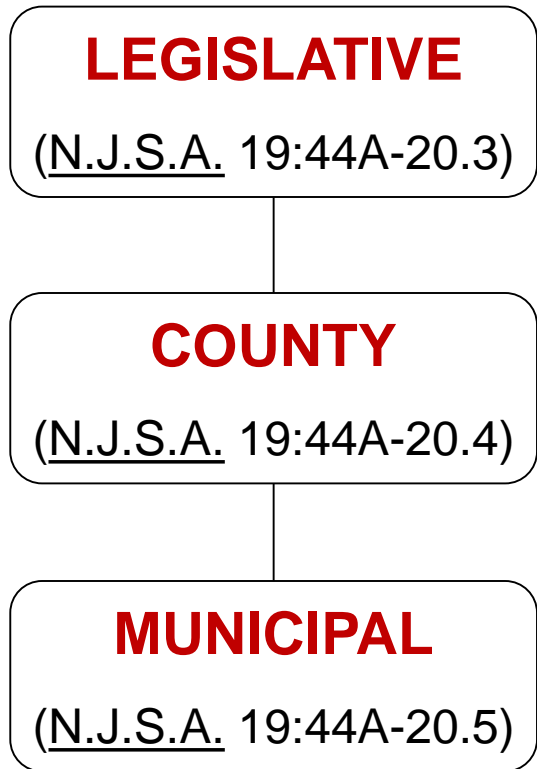 LEGISLATIVE
(N.J.S.A. 19:44A-20.3)
COUNTY
(N.J.S.A. 19:44A-20.4)
MUNICIPAL
(N.J.S.A. 19:44A-20.5)